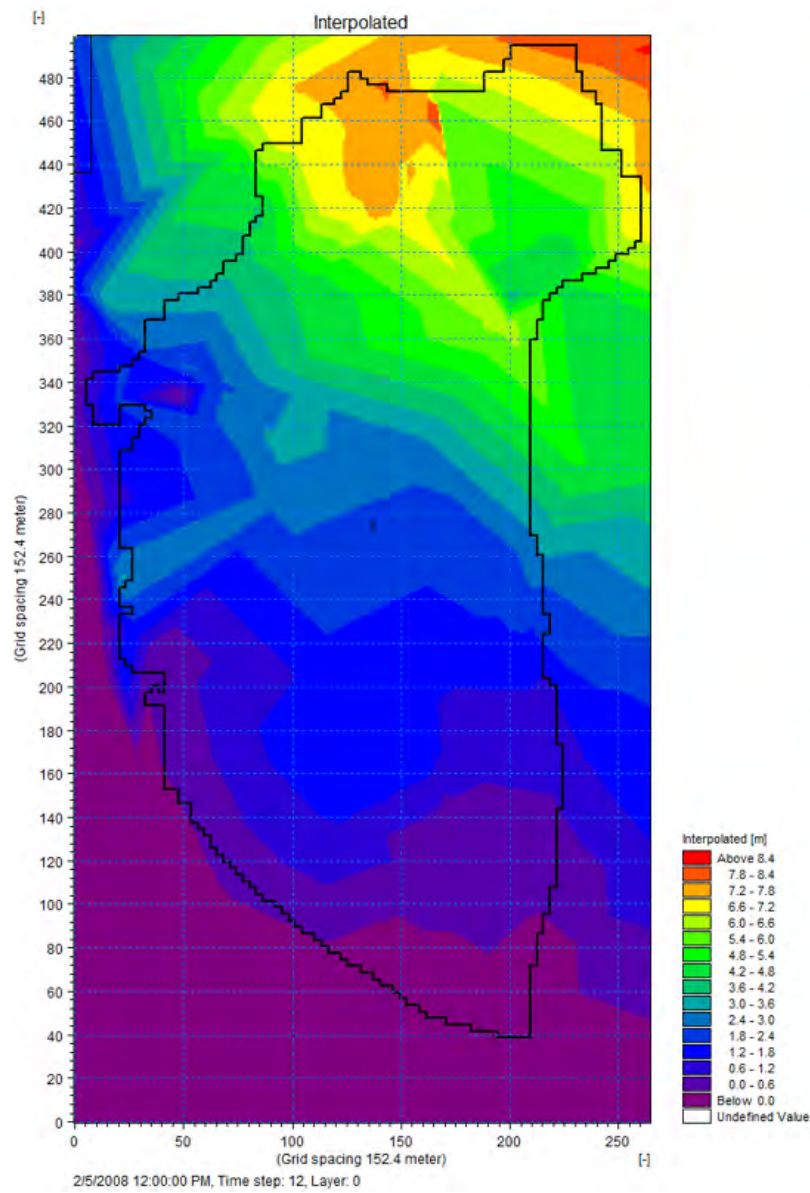 [-]
Interpolated
480
460
440
420
400
380
360
340
320
300
280
260
240
220
200
180
160
140
120
100
80
60
40
20
0
(Grid spacing 152.4 meter)
0 50 100 150 200 250
(Grid spacing 152.4 meter) [-]
2/5/2008 12:00:00 PM, Time step: 12, Layer: 0
Interpolated [m]
Above 8.4
7.8 - 8.4
7.2 - 7.8
6.6 - 7.2
6.0 - 6.6
5.4 - 6.0
4.8 - 5.4
4.2 - 4.8
3.6 - 4.2
3.0 - 3.6
2.4 - 3.0
1.8 - 2.4
1.2 - 1.8
0.6 - 1.2
0.0 - 0.6
Below 0.0
Undefined Value